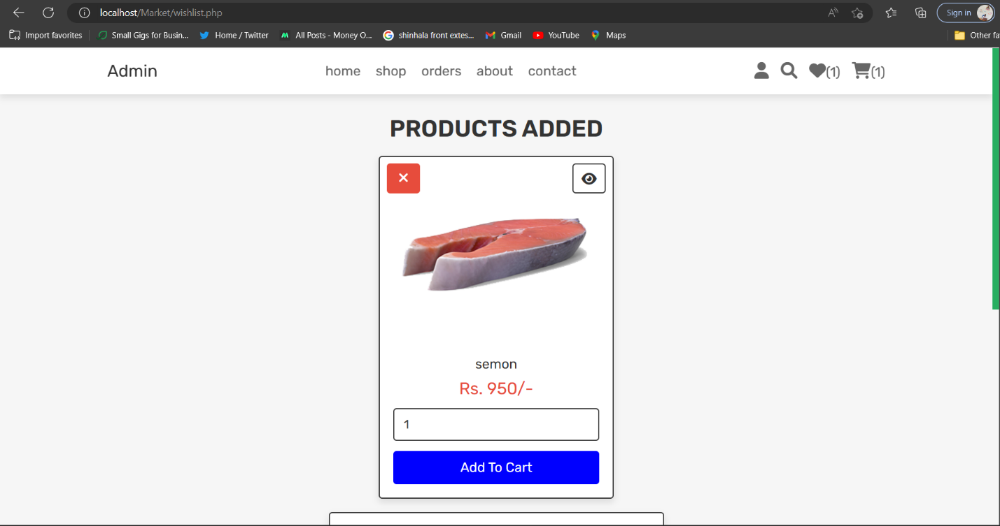 localhost/Market/wishlist.php
Sign in
Import favorites
Small Gigs for Busin...
Home / Twitter
All Posts - Money O...
shinhala front extes...
Gmail
YouTube
Maps
Other fa
Admin
home shop orders about contact
(1) (1)
PRODUCTS ADDED
semon
Rs. 950/-
1
Add To Cart